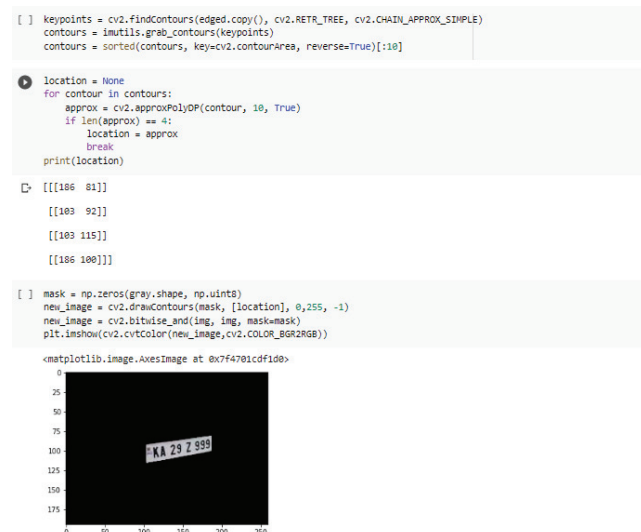 [ ] keypoints = cv2.findContours(edged.copy(), cv2.RETR_TREE, cv2.CHAIN_APPROX_SIMPLE)
contours = imutils.grab_contours(keypoints)
contours = sorted(contours, key=cv2.contourArea, reverse=True)[:10]
location = None
for contour in contours:
approx = cv2.approxPolyDP(contour, 10, True)
if len(approx) == 4:
location = approx
break
print(location)
[[[186 81]]
[[103 92]]
[[103 115]]
[[186 100]]]
[ ] mask = np.zeros(gray.shape, np.uint8)
new_image = cv2.drawContours(mask, [location], 0,255, -1)
new_image = cv2.bitwise_and(img, img, mask=mask)
plt.imshow(cv2.cvtColor(new_image,cv2.COLOR_BGR2RGB))
<matplotlib.image.AxesImage at 0x7f4701cdf1d0>
0
25
50
75
100
125
150
175
KA 29 Z 999
0 50 100 150 200 250